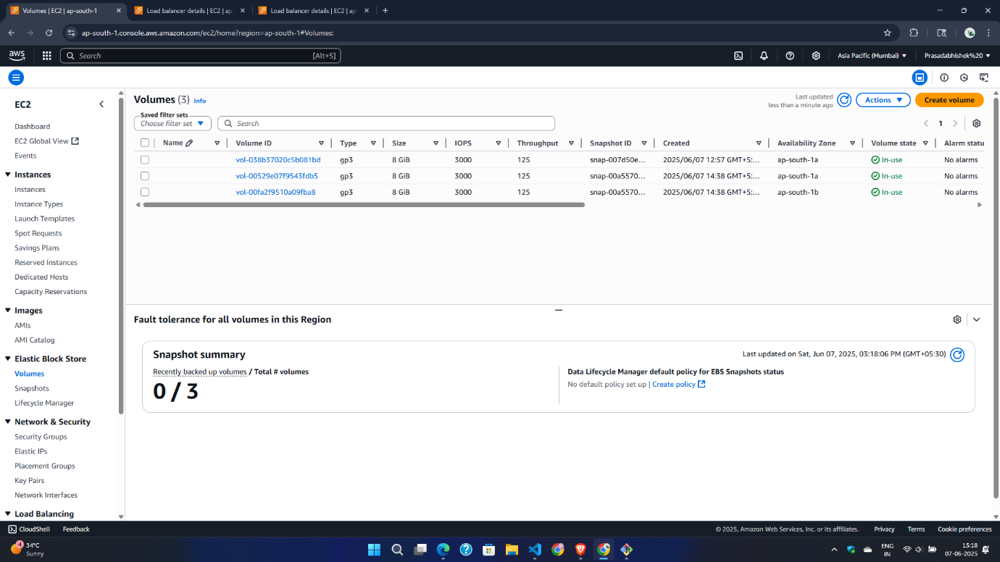 Volumes | EC2 | ap-south-1
Load balancer details | EC2 | ap-
Load balancer details | EC2 | ap-
ap-south-1.console.aws.amazon.com/ec2/home?region=ap-south-1#Volumes:
aws
Search
[Alt+S]
Asia Pacific (Mumbai)
Prasadabhishek%20
EC2
Dashboard
EC2 Global View
Events
Instances
Instances
Instance Types
Launch Templates
Spot Requests
Savings Plans
Reserved Instances
Dedicated Hosts
Capacity Reservations
Images
AMIs
AMI Catalog
Elastic Block Store
Volumes
Snapshots
Lifecycle Manager
Network & Security
Security Groups
Elastic IPs
Placement Groups
Key Pairs
Network Interfaces
Load Balancing
Volumes (3) Info
Last updated
less than a minute ago
Actions
Create volume
Saved filter sets
Choose filter set
Search
1
Name Volume ID Type Size IOPS Throughput Snapshot ID Created Availability Zone Volume state Alarm statu
vol-038b37020c5b081bd gp3 8 GiB 3000 125 snap-007d50e... 2025/06/07 12:57 GMT+5:... ap-south-1a In-use No alarms
vol-00529e07f9543fdb5 gp3 8 GiB 3000 125 snap-00a5570... 2025/06/07 14:38 GMT+5:... ap-south-1a In-use No alarms
vol-00fa2f9510a09fba8 gp3 8 GiB 3000 125 snap-00a5570... 2025/06/07 14:38 GMT+5:... ap-south-1b In-use No alarms
Fault tolerance for all volumes in this Region
Snapshot summary
Last updated on Sat, Jun 07, 2025, 03:18:06 PM (GMT+05:30)
Recently backed up volumes / Total # volumes
0 / 3
Data Lifecycle Manager default policy for EBS Snapshots status
No default policy set up | Create policy
CloudShell
Feedback
© 2025, Amazon Web Services, Inc. or its affiliates.
Privacy
Terms
Cookie preferences
4
34°C
Sunny
ENG
IN
15:18
07-06-2025